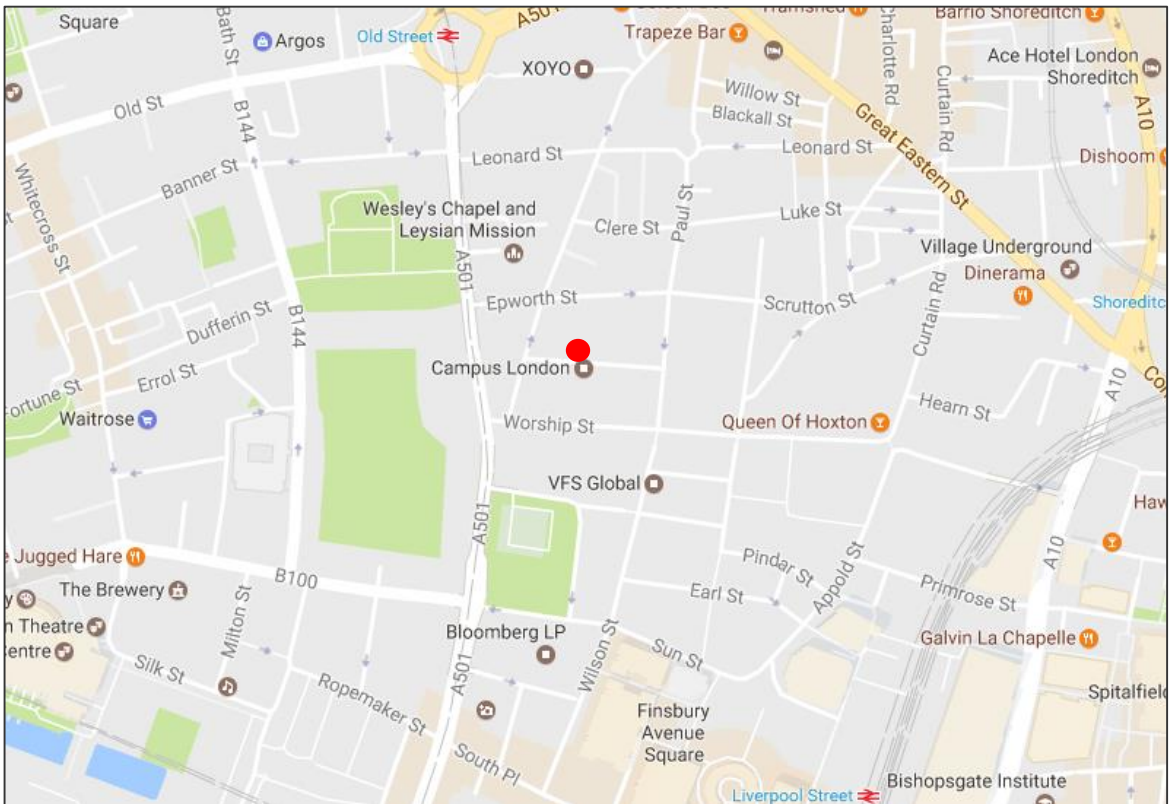 Square
Bath St
Argos
Old Street
A501
Trapeze Bar
Charlotte Rd
Barrio Shoreditch
XOYO
Ace Hotel London
Shoreditch
Curtain Rd
A10
Old St
B144
Willow St
Blackall St
Great Eastern St
Leonard St
Leonard St
Dishoom
Banner St
Whitecross St
Wesley's Chapel and
Leysian Mission
Clere St
Paul St
Luke St
Village Underground
Dinerama
A501
Epworth St
Scrutton St
Curtain Rd
Shoreditc
Dufferin St
B144
Errol St
Fortune St
Campus London
A10
Waitrose
Worship St
Queen Of Hoxton
Hearn St
VFS Global
A501
Haw
A10
e Jugged Hare
B100
Pindar St
Appold St
Primrose St
The Brewery
Milton St
Earl St
y
n Theatre
Centre
Bloomberg LP
Wilson St
Sun St
Galvin La Chapelle
Silk St
Ropemaker St
A501
Spitalfield
Finsbury
Avenue
Square
South Pl
Bishopsgate Institute
Liverpool Street